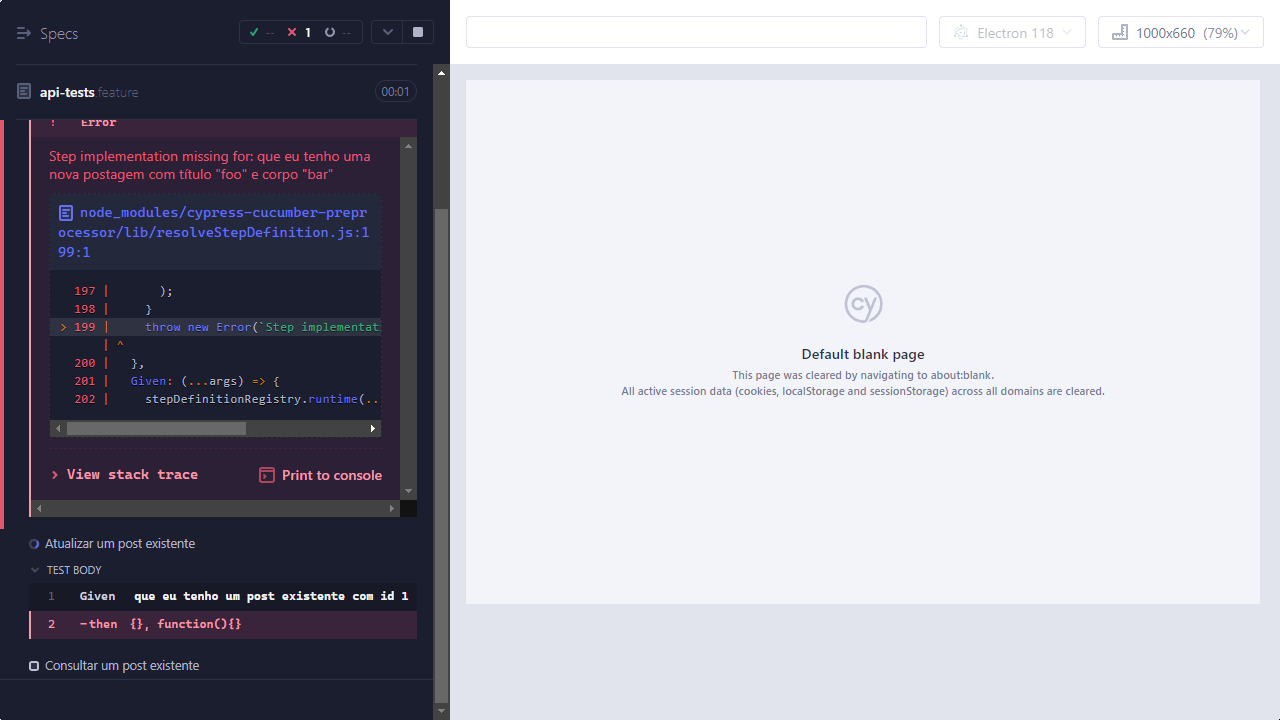 Specs
-- 1 --
Electron 118
1000x660 (79%)
api-tests feature
00:01
! Error
Step implementation missing for: que eu tenho uma
nova postagem com título "foo" e corpo "bar"
node_modules/cypress-cucumber-prepr
ocessor/lib/resolveStepDefinition.js:1
99:1
197 | );
198 | }
> 199 | throw new Error(`Step implementat
| ^
200 | },
201 | Given: (...args) => {
202 | stepDefinitionRegistry.runtime(..
> View stack trace
Print to console
Atualizar um post existente
TEST BODY
1 Given que eu tenho um post existente com id 1
2 -then {}, function(){}
Consultar um post existente
cy
Default blank page
This page was cleared by navigating to about:blank.
All active session data (cookies, localStorage and sessionStorage) across all domains are cleared.